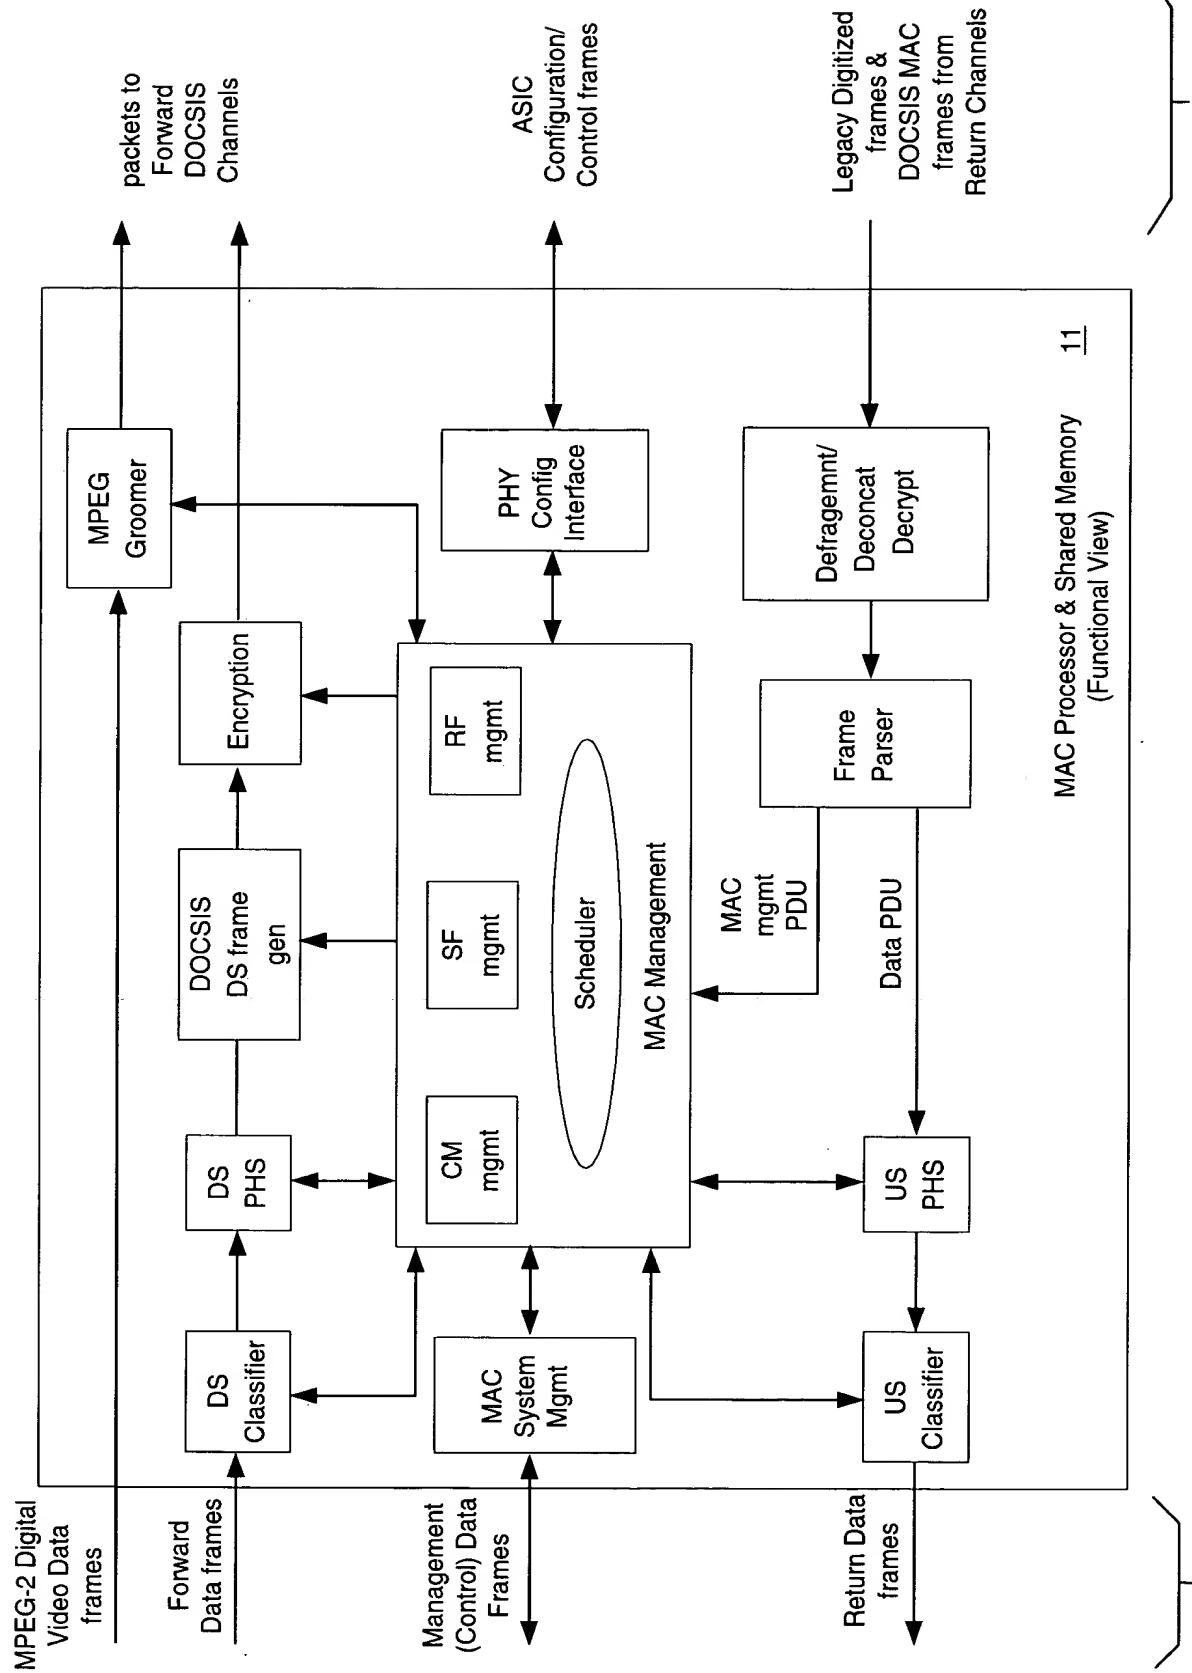 MPEG-2 Digital
Video Data
frames
Forward
Data frames
Management
(Control) Data
Frames
Return Data
frames
MPEG
Groomer
DS
Classifier
DS
PHS
DOCSIS
DS frame
gen
Encryption
MAC
System
Mgmt
CM
mgmt
SF
mgmt
RF
mgmt
Scheduler
MAC Management
PHY
Config
Interface
US
Classifier
US
PHS
MAC
mgmt
PDU
Data PDU
Frame
Parser
Defragemnt/
Deconcat
Decrypt
MAC Processor & Shared Memory
(Functional View)
11
packets to
Forward
DOCSIS
Channels
ASIC
Configuration/
Control frames
Legacy Digitized
frames &
DOCSIS MAC
frames from
Return Channels